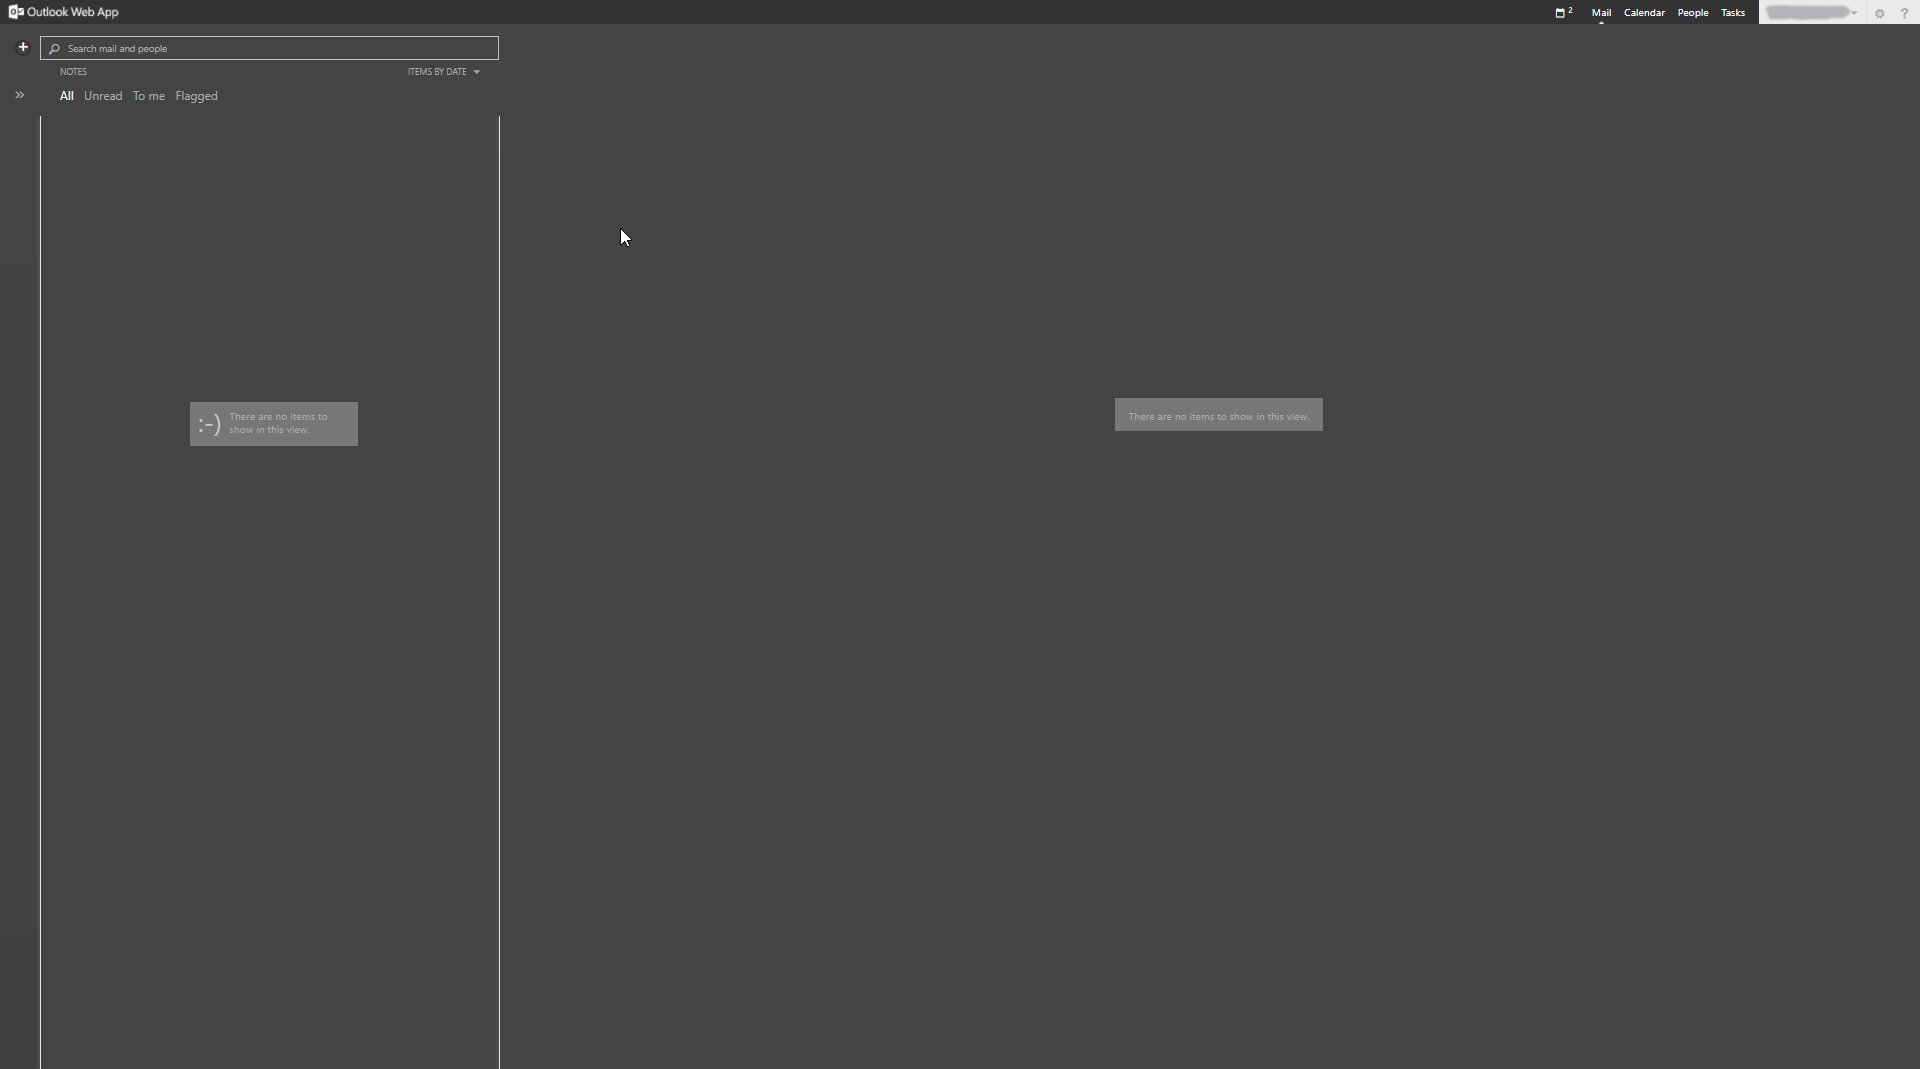 Outlook Web App
2 Mail Calendar People Tasks ?
Search mail and people
NOTES ITEMS BY DATE
All Unread To me Flagged
:-) There are no items to
show in this view.
There are no items to show in this view.